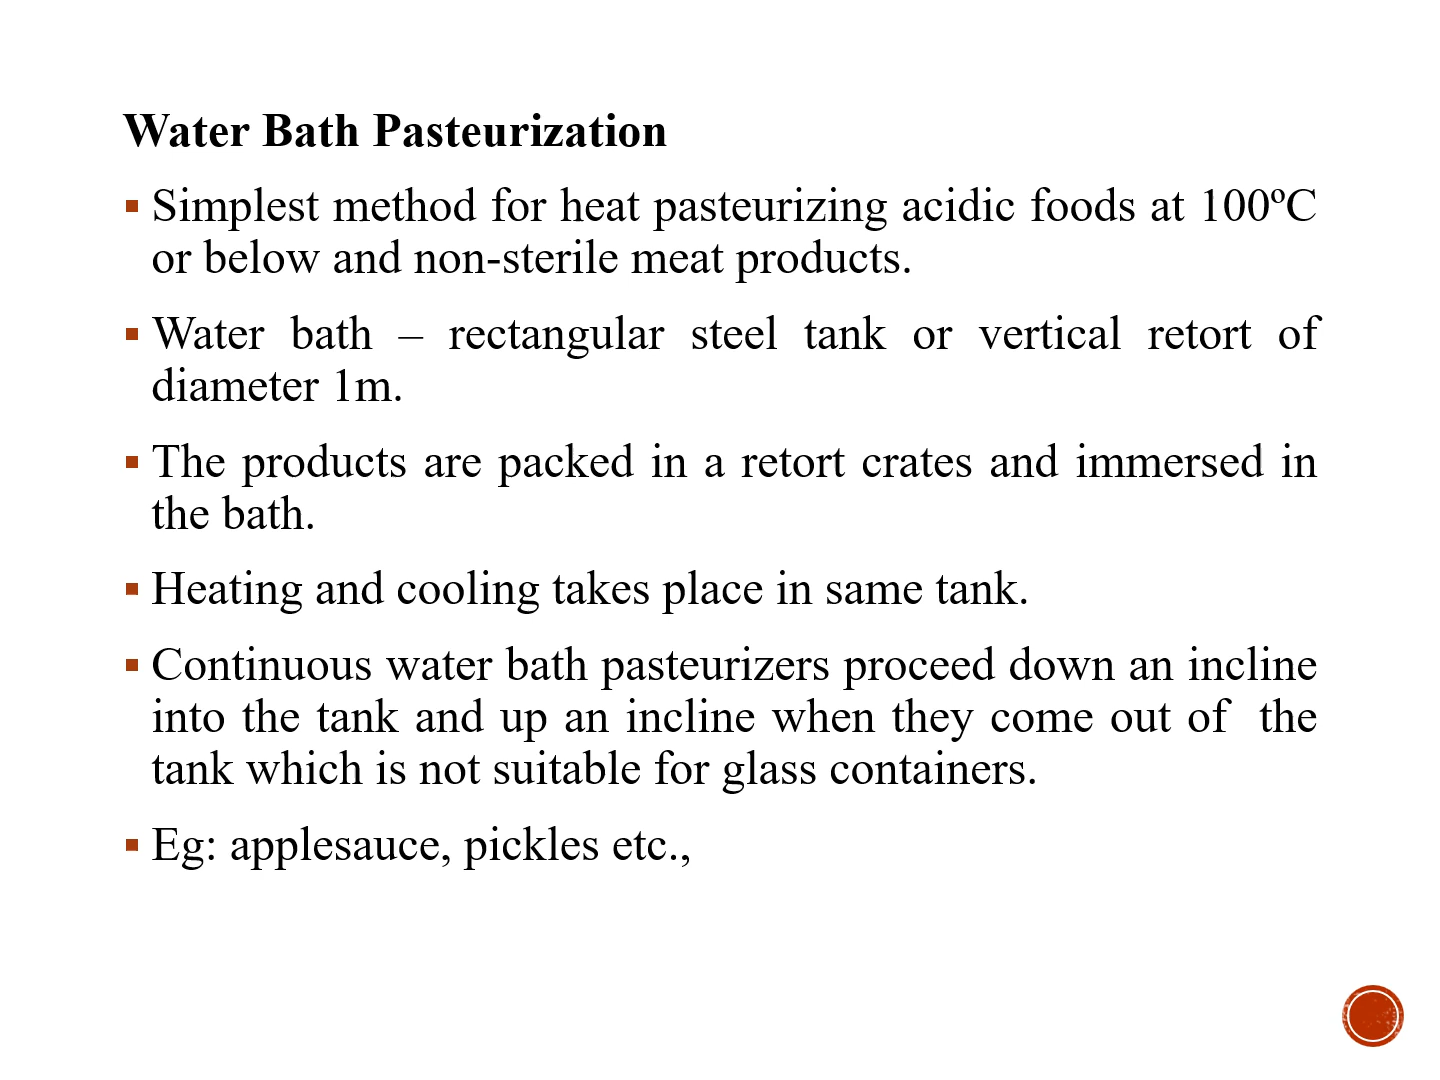 Water Bath Pasteurization
▪ Simplest method for heat pasteurizing acidic foods at 100ºC
or below and non-sterile meat products.
▪ Water bath – rectangular steel tank or vertical retort of
diameter 1m.
▪ The products are packed in a retort crates and immersed in
the bath.
▪ Heating and cooling takes place in same tank.
▪ Continuous water bath pasteurizers proceed down an incline
into the tank and up an incline when they come out of  the
tank which is not suitable for glass containers.
▪ Eg: applesauce, pickles etc.,